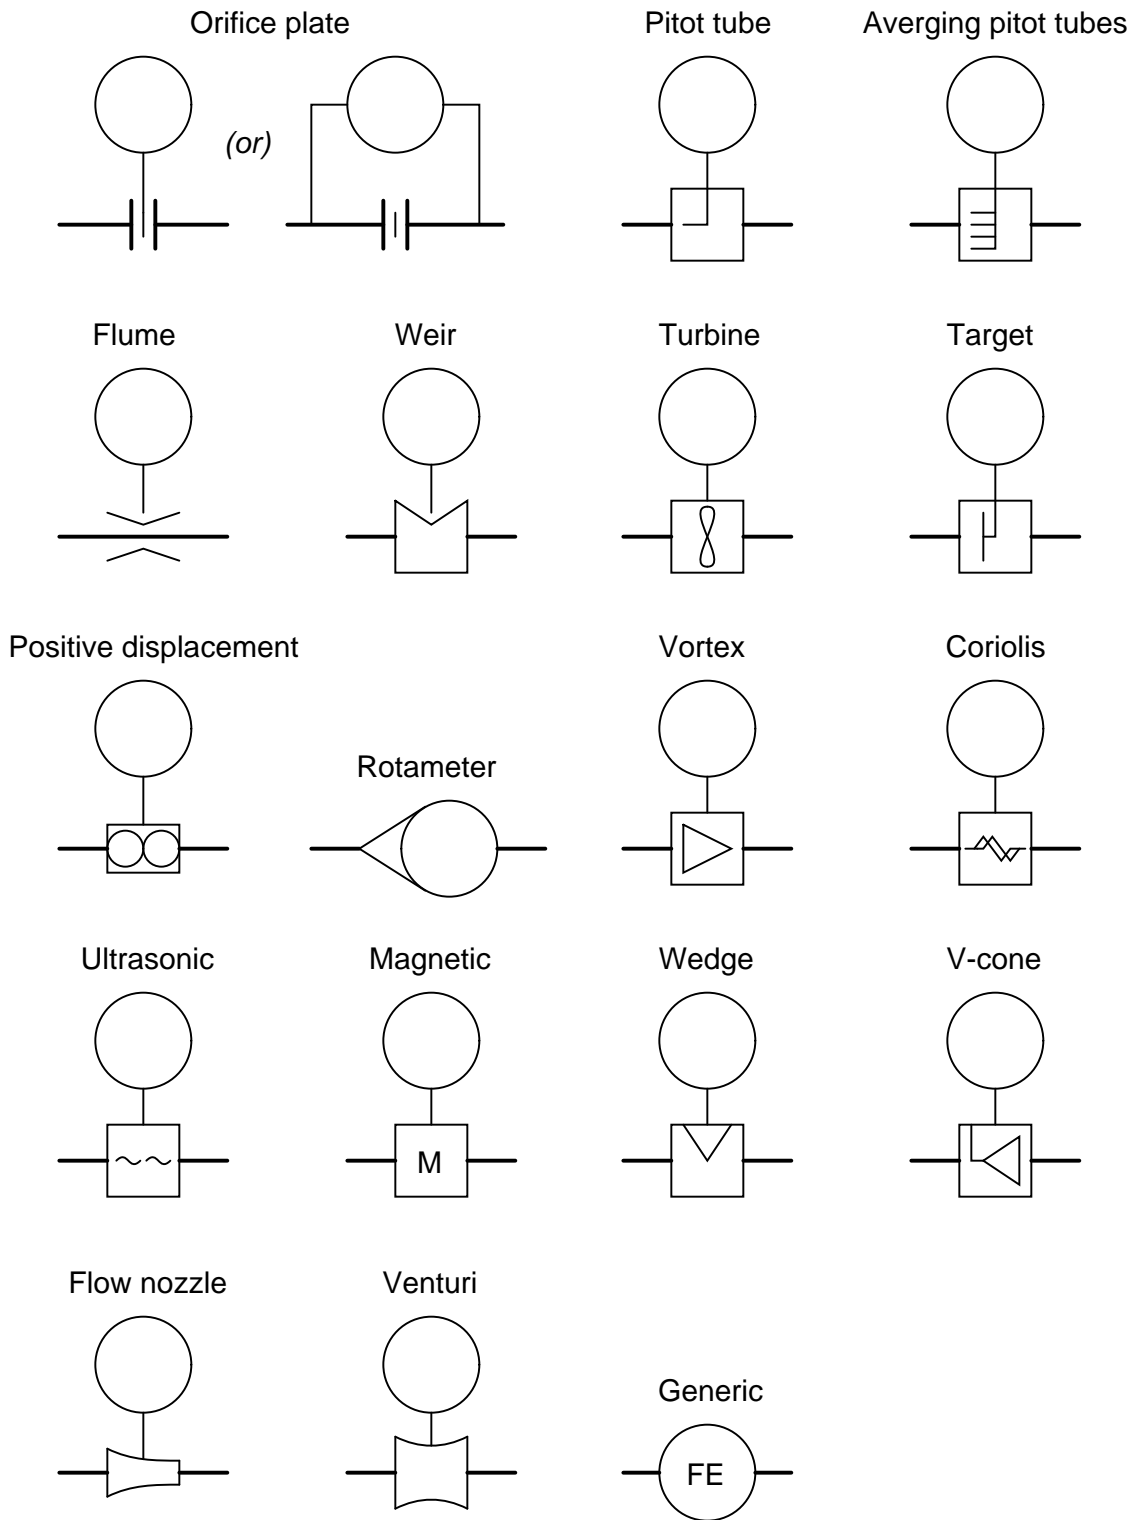 Orifice plate
Pitot tube
Averging pitot tubes
(or)
Flume
Weir
Turbine
Target
Positive displacement
Vortex
Coriolis
Rotameter
Ultrasonic
Magnetic
Wedge
V-cone
M
Flow nozzle
Venturi
Generic
FE